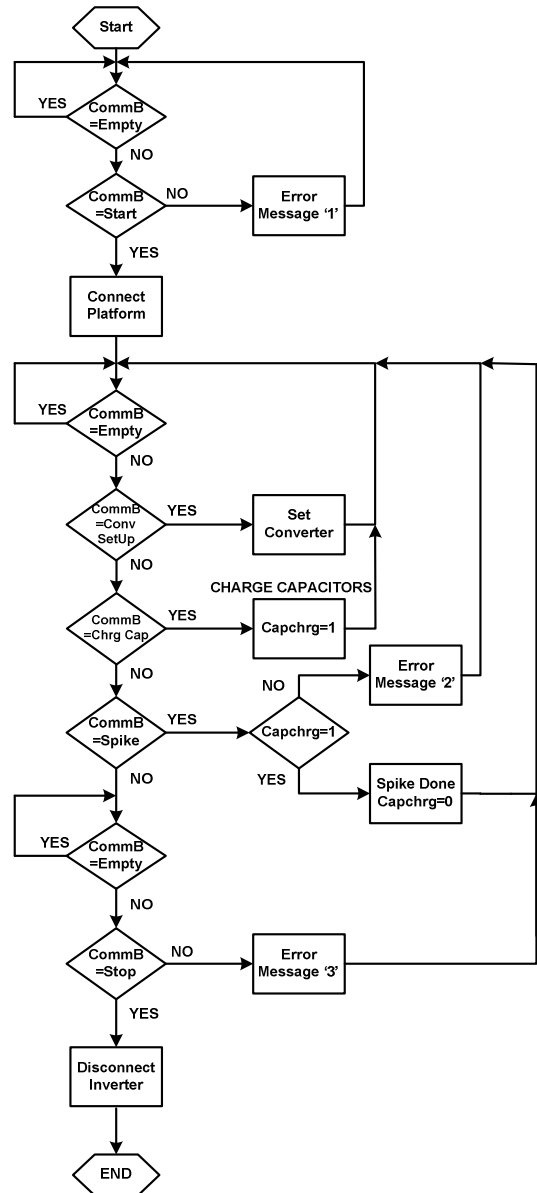 Start
YES
CommB
=Empty
NO
CommB
=Start
NO
Error
Message ‘1’
YES
Connect
Platform
YES
CommB
=Empty
NO
CommB
=Conv
SetUp
YES
Set
Converter
NO
CHARGE CAPACITORS
CommB
=Chrg Cap
YES
Capchrg=1
NO
NO
Error
Message ‘2’
CommB
=Spike
YES
Capchrg=1
YES
Spike Done
Capchrg=0
NO
YES
CommB
=Empty
NO
CommB
=Stop
NO
Error
Message ‘3’
YES
Disconnect
Inverter
END